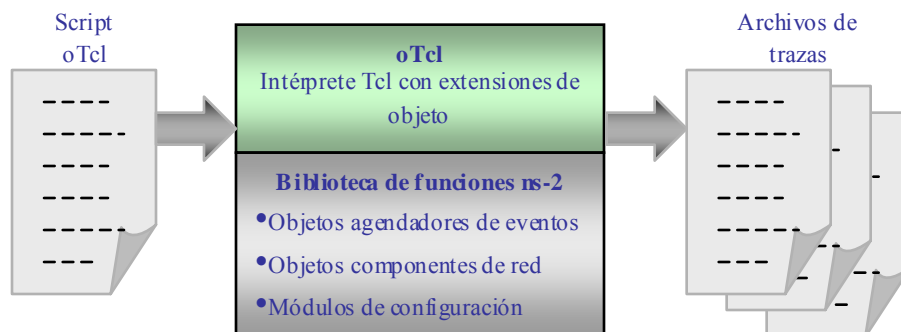 Script
oTcl
oTcl
Intérprete Tcl con extensiones de
objeto
Biblioteca de funciones ns-2
•Objetos agendadores de eventos
•Objetos componentes de red
•Módulos de configuración
Archivos de
trazas